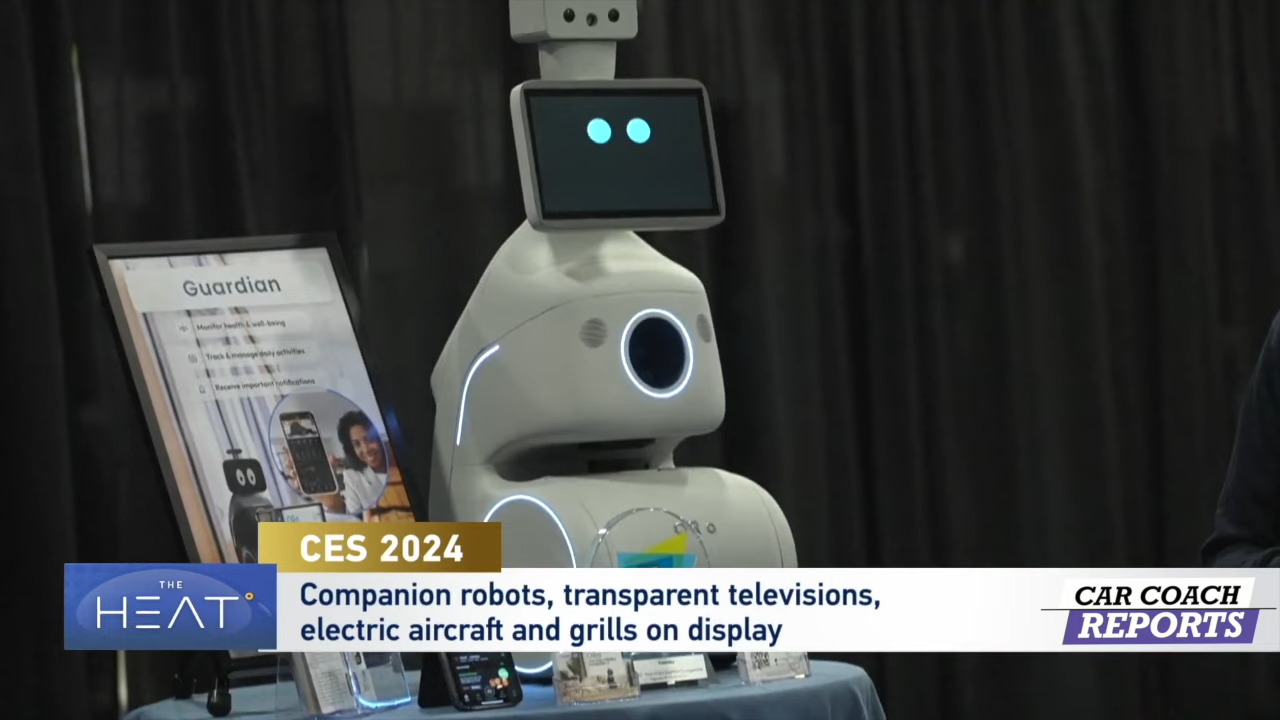 Guardian
Monitor health & well-being
Track & manage daily activities
Receive important notifications
CES 2024
THE
HEAT
Companion robots, transparent televisions,
electric aircraft and grills on display
CAR COACH
REPORTS